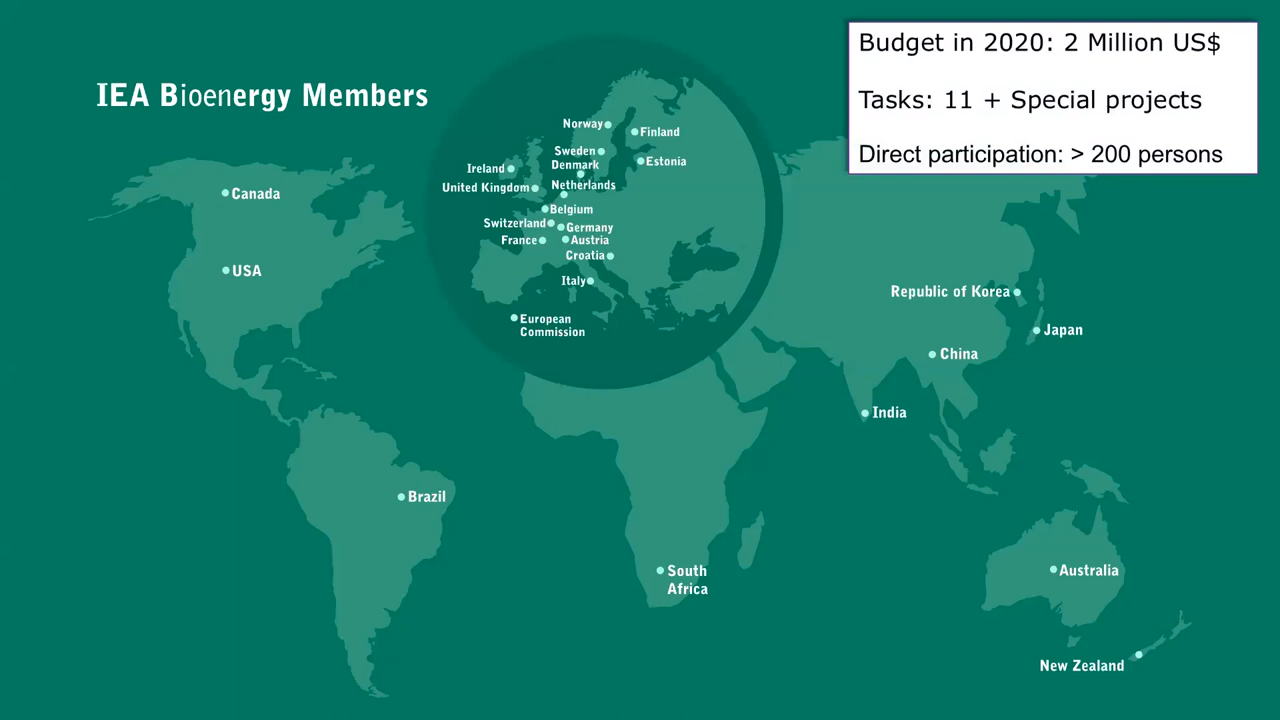 Budget in 2020: 2 Million US$
Tasks: 11 + Special projects
Direct participation: > 200 persons
IEA Bioenergy Members
Norway
Finland
Sweden
Denmark
Estonia
Ireland
United Kingdom
Netherlands
Belgium
Switzerland
Germany
France
Austria
Croatia
Italy
European
Commission
Canada
USA
Republic of Korea
Japan
China
India
Brazil
South
Africa
Australia
New Zealand